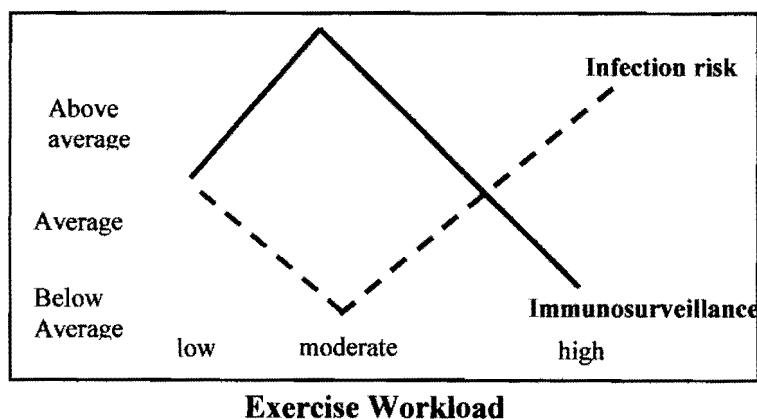 Infection risk
Above
average
Average
Below
Average
Immunosurveillance
low moderate high
Exercise Workload